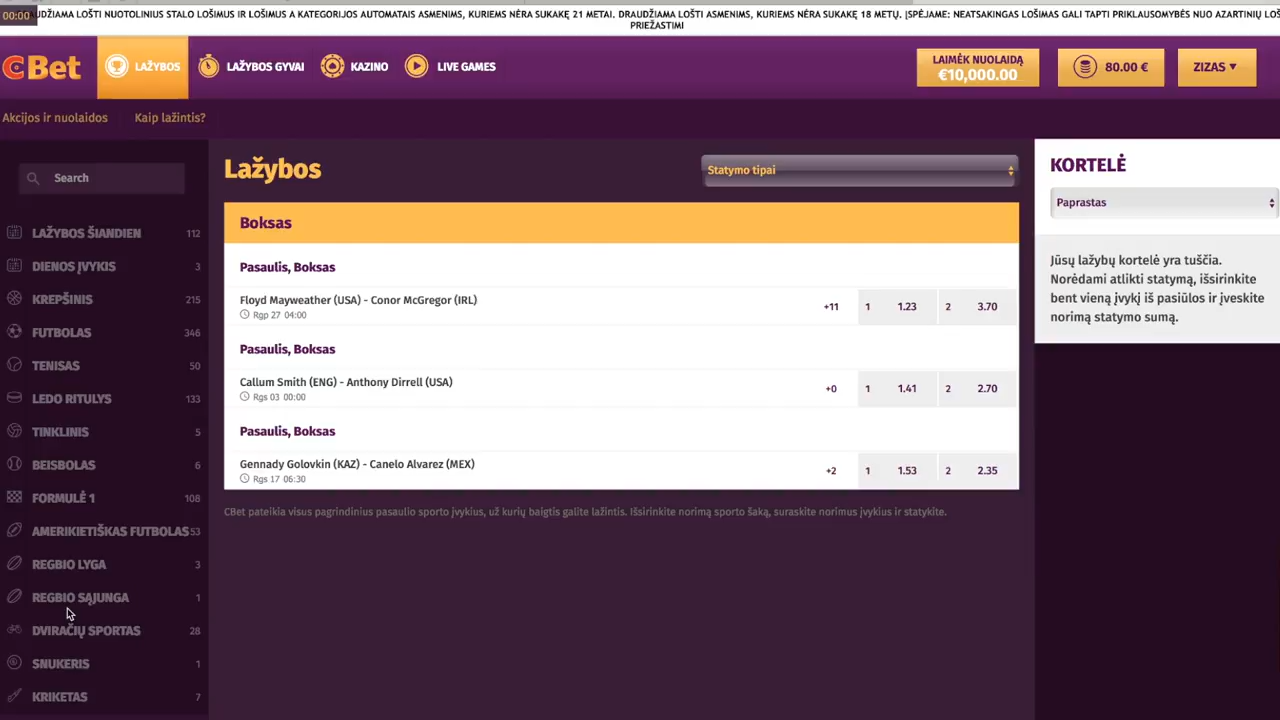 00:00
UDŽIAMA LOŠTI NUOTOLINIUS STALO LOŠIMUS IR LOŠIMUS A KATEGORIJOS AUTOMATAIS ASMENIMS, KURIEMS NĖRA SUKAKĘ 21 METAI. DRAUDŽIAMA LOŠTI ASMENIMS, KURIEMS NĖRA SUKAKĘ 18 METŲ. ĮSPĖJAME: NEATSAKINGAS LOŠIMAS GALI TAPTI PRIKLAUSOMYBĖS NUO AZARTINIŲ LOŠ
PRIEŽASTIMI
CBet
LAŽYBOS
LAŽYBOS GYVAI
KAZINO
LIVE GAMES
LAIMĖK NUOLAIDĄ
€10,000.00
80.00 €
ZIZAS
Akcijos ir nuolaidos
Kaip lažintis?
Search
LAŽYBOS ŠIANDIEN 112
DIENOS ĮVYKIS 3
KREPŠINIS 215
FUTBOLAS 346
TENISAS 50
LEDO RITULYS 133
TINKLINIS 5
BEISBOLAS 6
FORMULĖ 1 108
AMERIKIETIŠKAS FUTBOLAS 53
REGBIO LYGA 3
REGBIO SĄJUNGA 1
DVIRAČIŲ SPORTAS 28
SNUKERIS 1
KRIKETAS 7
Lažybos
Statymo tipai
Boksas
Pasaulis, Boksas
Floyd Mayweather (USA) - Conor McGregor (IRL) +11 1 1.23 2 3.70
Rgp 27 04:00
Pasaulis, Boksas
Callum Smith (ENG) - Anthony Dirrell (USA) +0 1 1.41 2 2.70
Rgs 03 00:00
Pasaulis, Boksas
Gennady Golovkin (KAZ) - Canelo Alvarez (MEX) +2 1 1.53 2 2.35
Rgs 17 06:30
CBet pateikia visus pagrindinius pasaulio sporto įvykius, už kurių baigtis galite lažintis. Išsirinkite norimą sporto šaką, suraskite norimus įvykius ir statykite.
KORTELĖ
Paprastas
Jūsų lažybų kortelė yra tuščia.
Norėdami atlikti statymą, išsirinkite
bent vieną įvykį iš pasiūlos ir įveskite
norimą statymo sumą.